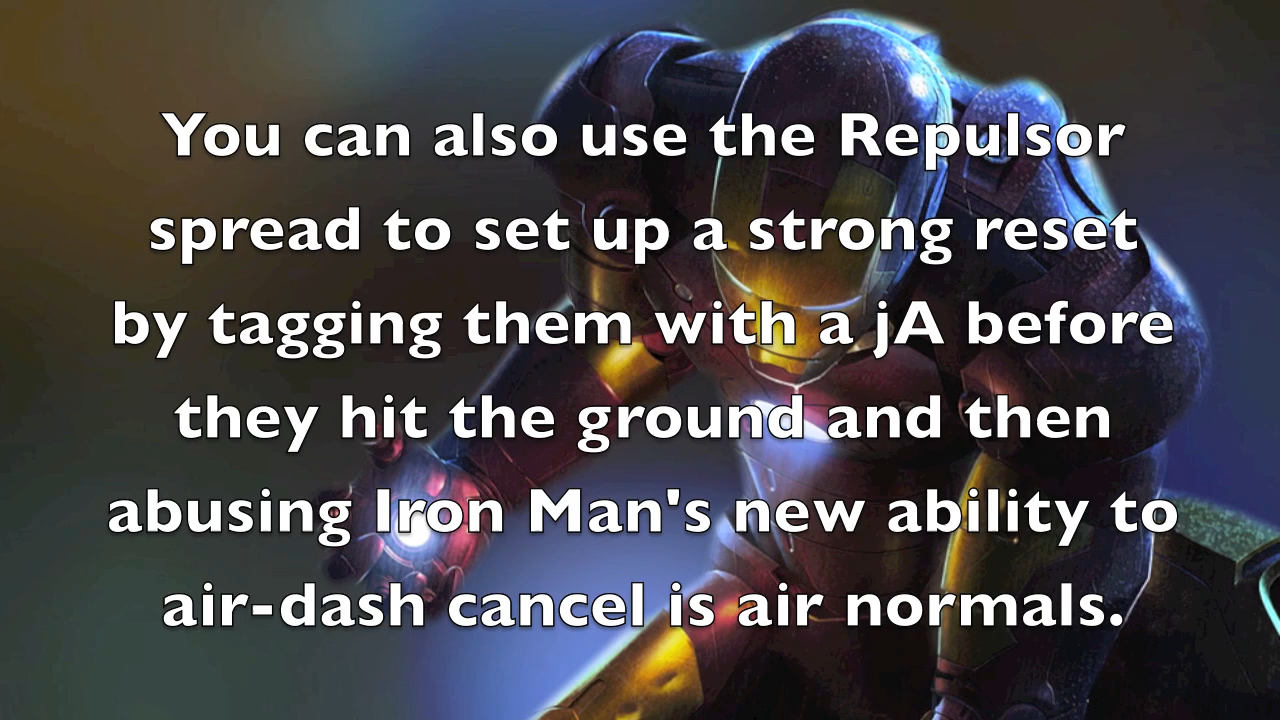 You can also use the Repulsor
spread to set up a strong reset
by tagging them with a jA before
they hit the ground and then
abusing Iron Man's new ability to
air-dash cancel is air normals.